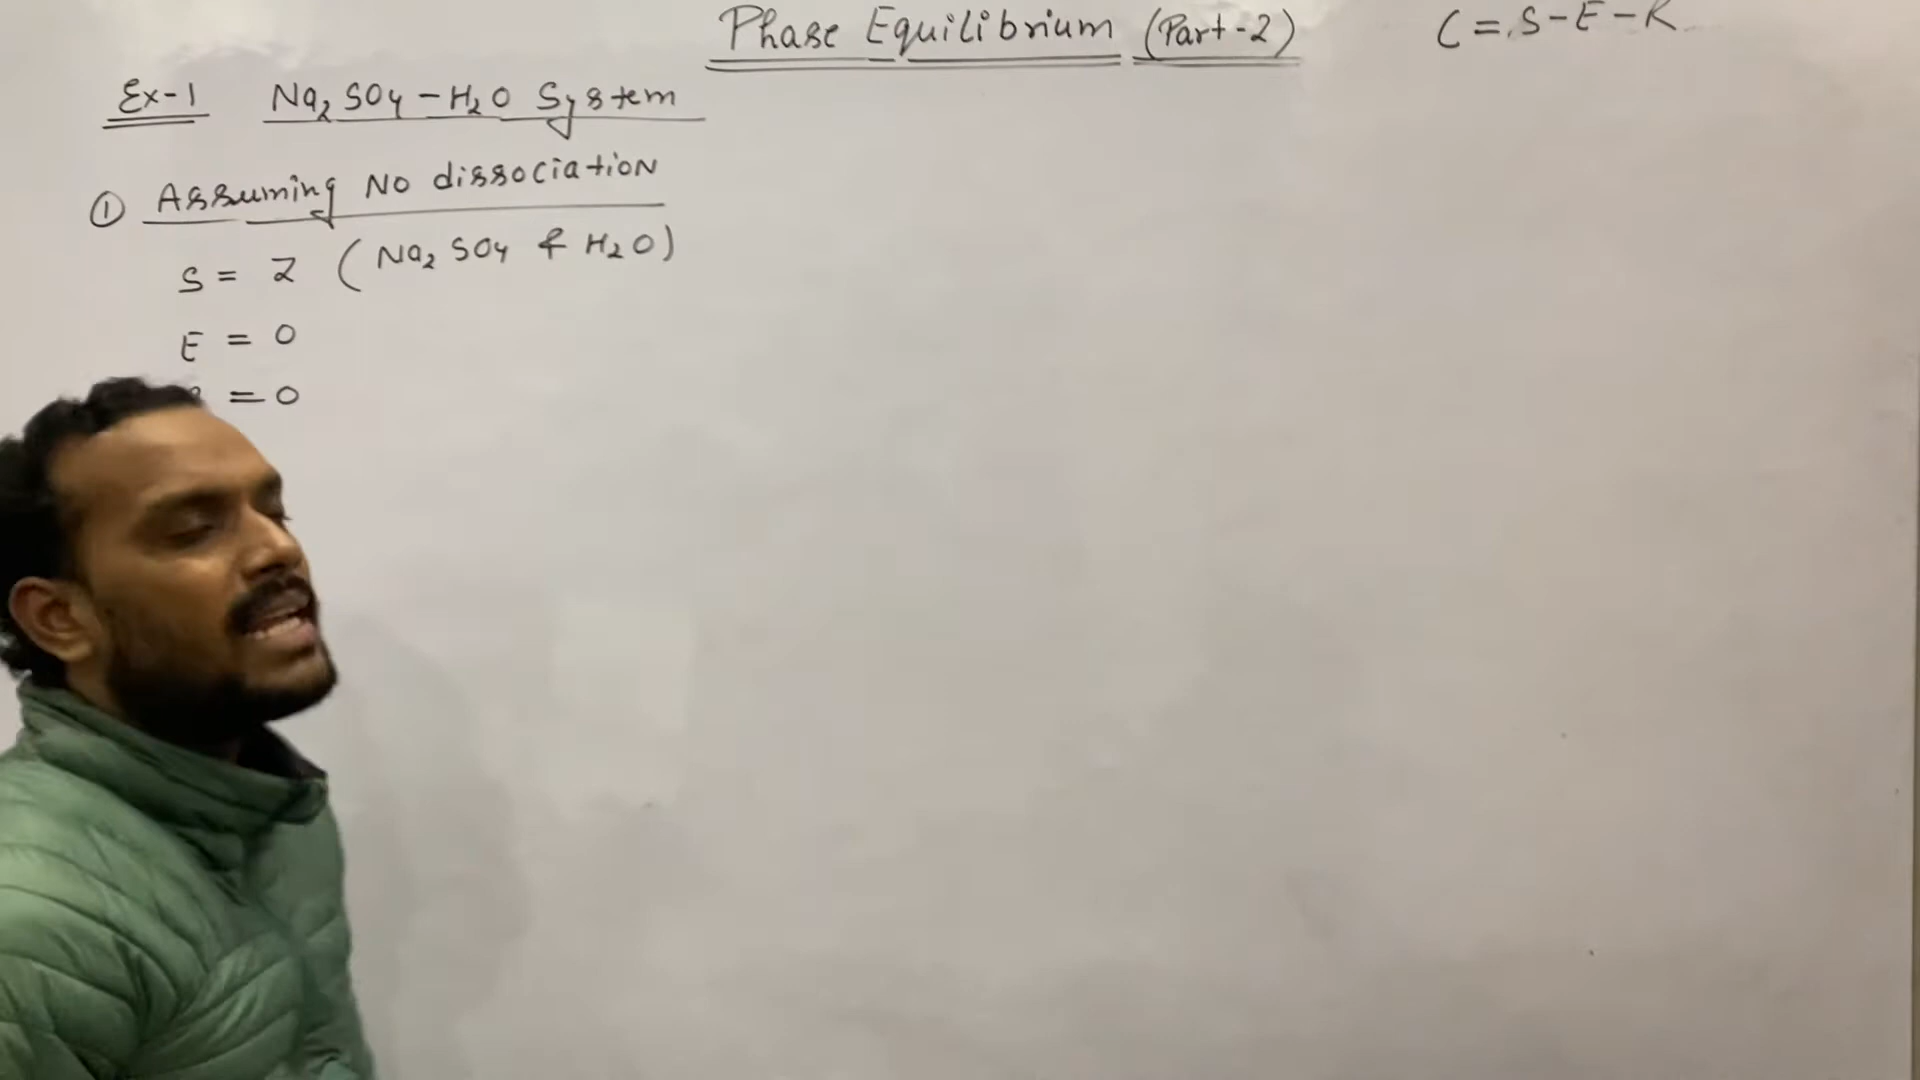 Phase Equilibrium (Part-2)
C = S - E - R
Ex-1 Na₂SO₄ - H₂O System
① Assuming No dissociation
S = 2 (Na₂SO₄ & H₂O)
E = 0
= 0